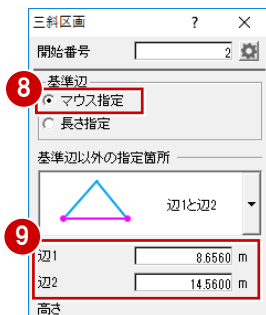 三斜区画 ? ×
開始番号 2
8
基準辺
マウス指定
長さ指定
基準辺以外の指定箇所
辺1と辺2
9
辺1 8.6560 m
辺2 14.5600 m
高さ